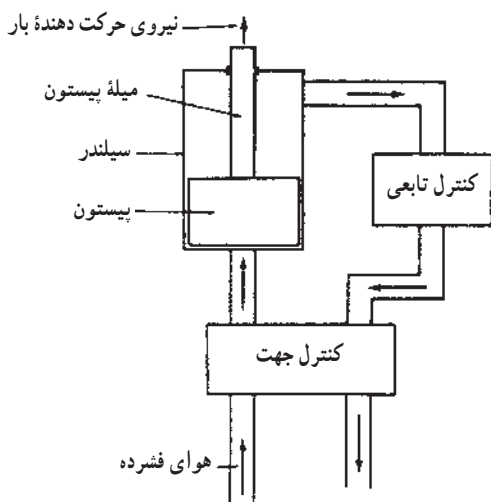 نیروی حرکت دهندهٔ بار
میلهٔ پیستون
سیلندر
پیستون
کنترل تابعی
کنترل جهت
هوای فشرده